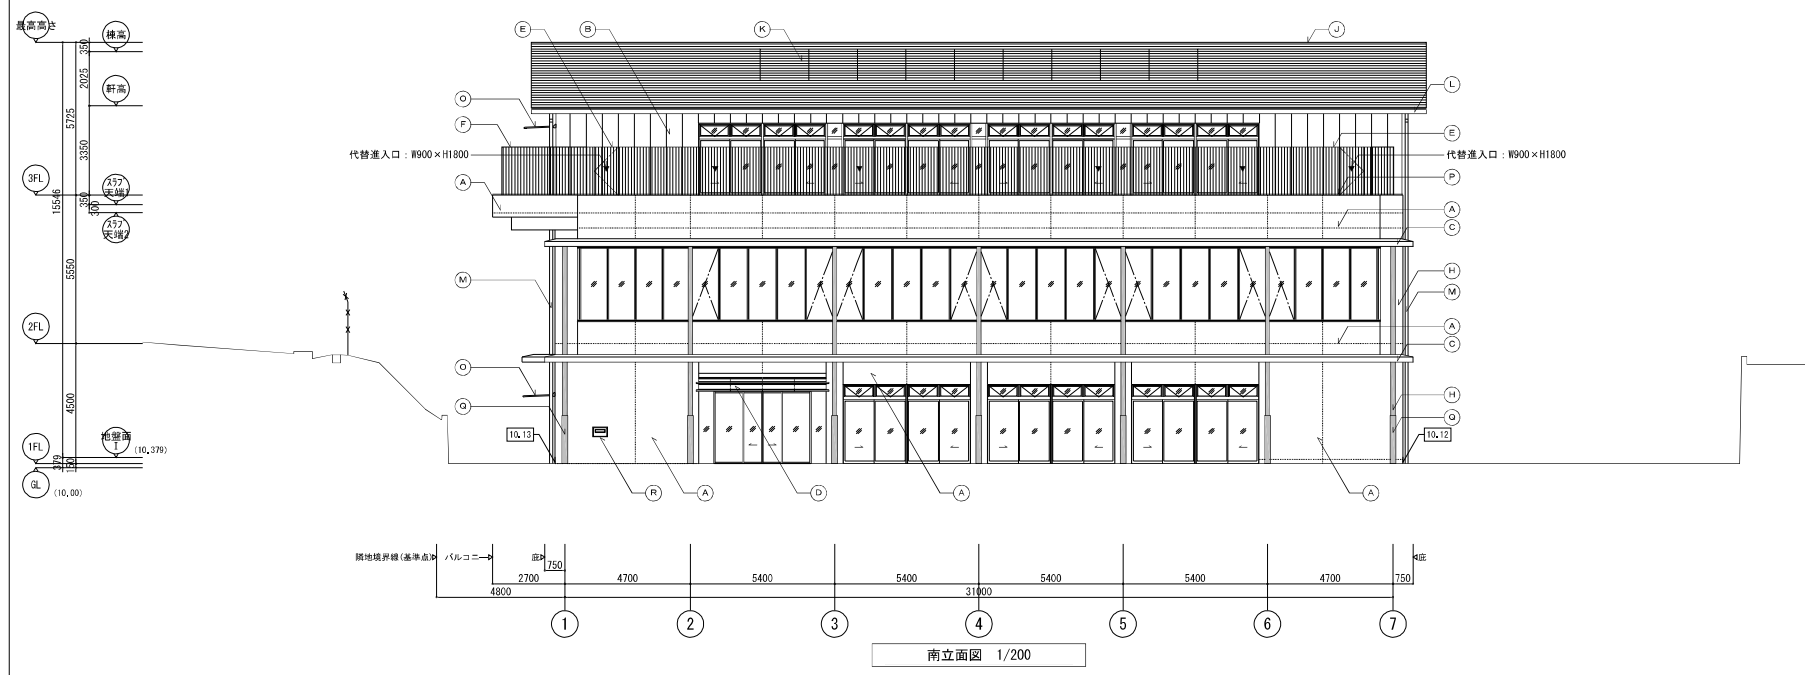 最高高さ
棟高
350
2025
軒高
5725
3350
3FL
15546
ｽﾗﾌﾞ
天端1
350
300
ｽﾗﾌﾞ
天端2
5550
2FL
4500
地盤面
I
(10.379)
1FL
379
150
GL
(10.00)
E
B
K
J
O
L
F
E
代替進入口：W900×H1800
代替進入口：W900×H1800
A
P
A
C
M
H
M
A
C
O
H
Q
Q
10.13
10.12
R
A
D
A
A
隣地境界線(基準点)
バルコニー
庇
庇
750
2700
4700
5400
5400
5400
5400
4700
750
4800
31000
1
2
3
4
5
6
7
南立面図 1/200